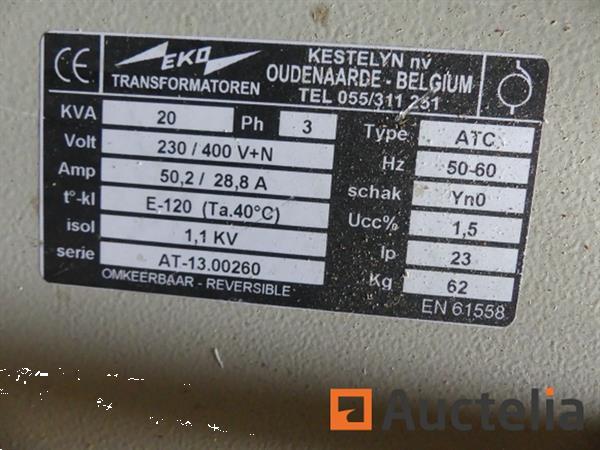 CE
EKO
TRANSFORMATOREN
KESTELYN nv
OUDENAARDE - BELGIUM
TEL 055/311 231
KVA 20 Ph 3
Volt 230 / 400 V+N
Amp 50,2 / 28,8 A
t°-kl E-120 (Ta.40°C)
isol 1,1 KV
serie AT-13.00260
OMKEERBAAR - REVERSIBLE
Type ATC
Hz 50-60
schak Yn0
Ucc% 1,5
Ip 23
Kg 62
EN 61558
Auctelia